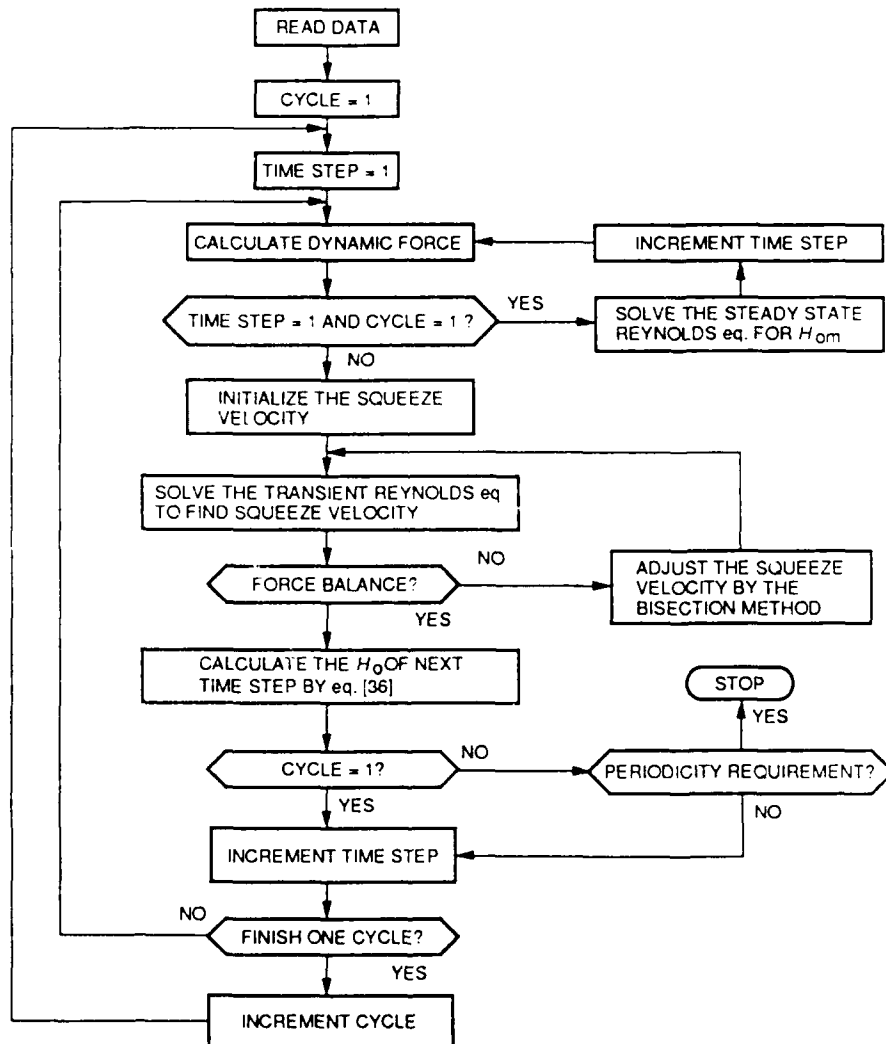 READ DATA
CYCLE = 1
TIME STEP = 1
CALCULATE DYNAMIC FORCE
INCREMENT TIME STEP
TIME STEP = 1 AND CYCLE = 1 ?
YES
SOLVE THE STEADY STATE
REYNOLDS eq. FOR Hom
NO
INITIALIZE THE SQUEEZE
VELOCITY
SOLVE THE TRANSIENT REYNOLDS eq
TO FIND SQUEEZE VELOCITY
FORCE BALANCE?
NO
ADJUST THE SQUEEZE
VELOCITY BY THE
BISECTION METHOD
YES
CALCULATE THE Ho OF NEXT
TIME STEP BY eq. [36]
STOP
YES
CYCLE = 1?
NO
PERIODICITY REQUIREMENT?
YES
NO
INCREMENT TIME STEP
NO
FINISH ONE CYCLE?
YES
INCREMENT CYCLE